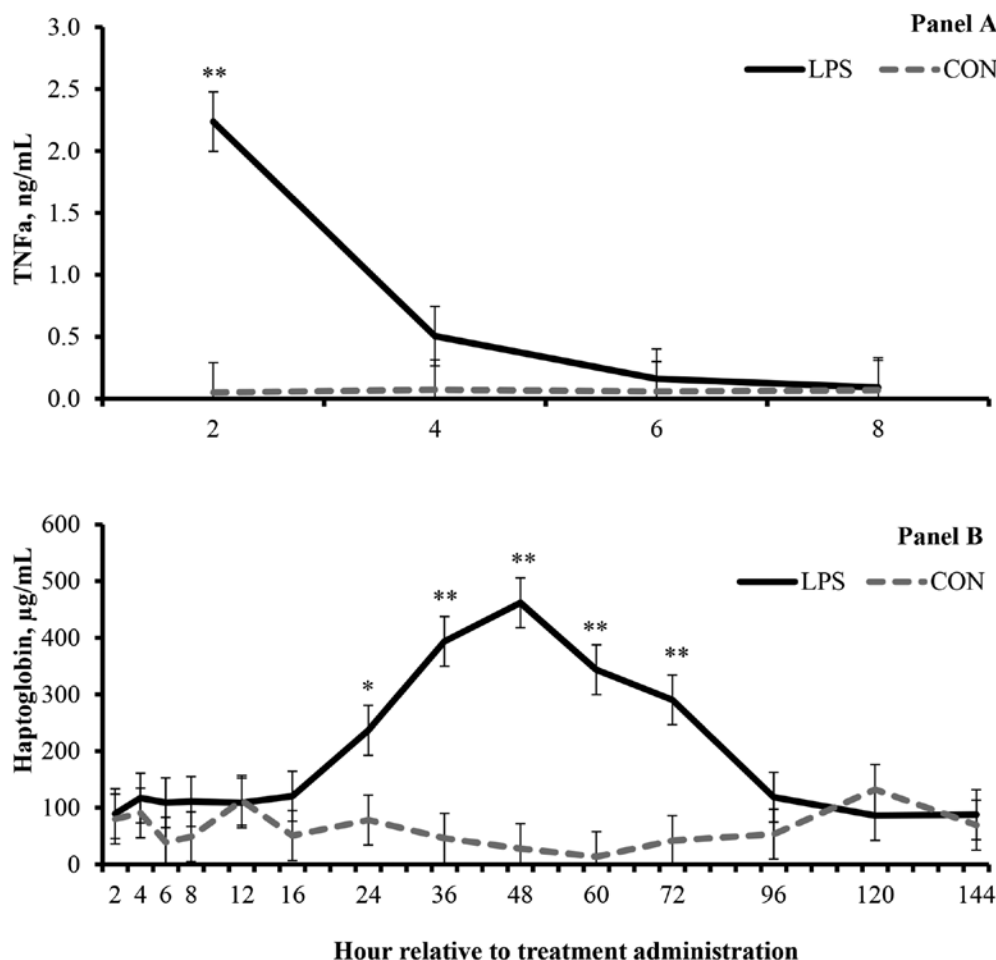 Panel A
LPS CON
TNFa, ng/mL
3.0
2.5
2.0
1.5
1.0
0.5
0.0
**
2 4 6 8
Panel B
LPS CON
Haptoglobin, µg/mL
600
500
400
300
200
100
0
* ** ** ** **
2 4 6 8 12 16 24 36 48 60 72 96 120 144
Hour relative to treatment administration